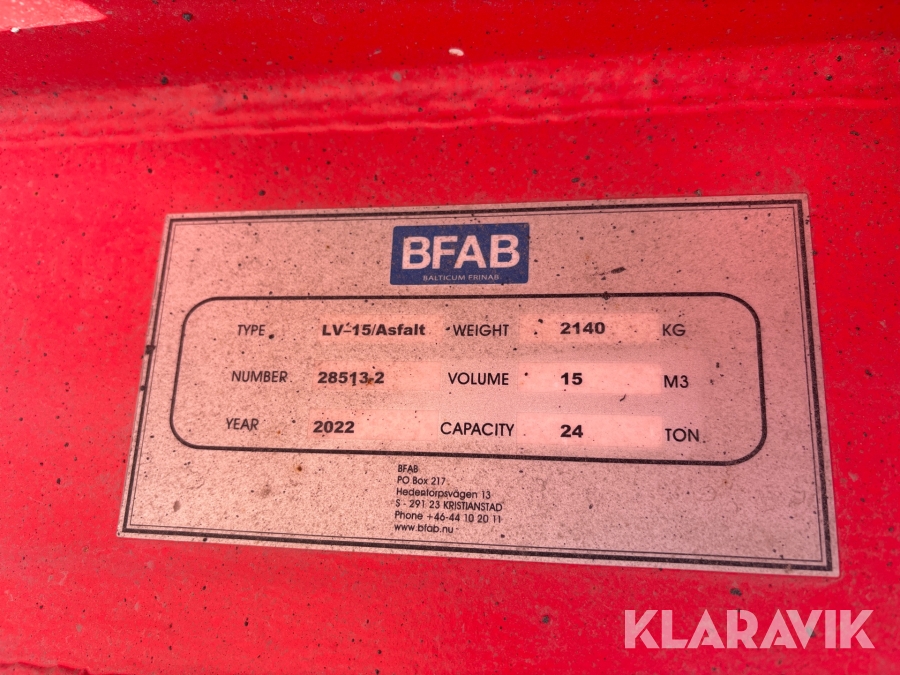 BFAB
BALTICUM FRINAB
TYPE LV-15/Asfalt WEIGHT 2140 KG
NUMBER 28513-2 VOLUME 15 M3
YEAR 2022 CAPACITY 24 TON
BFAB
PO Box 217
Hedentorpsvägen 13
S - 291 23 KRISTIANSTAD
Phone +46-44 10 20 11
www.bfab.nu
KLARAVIK